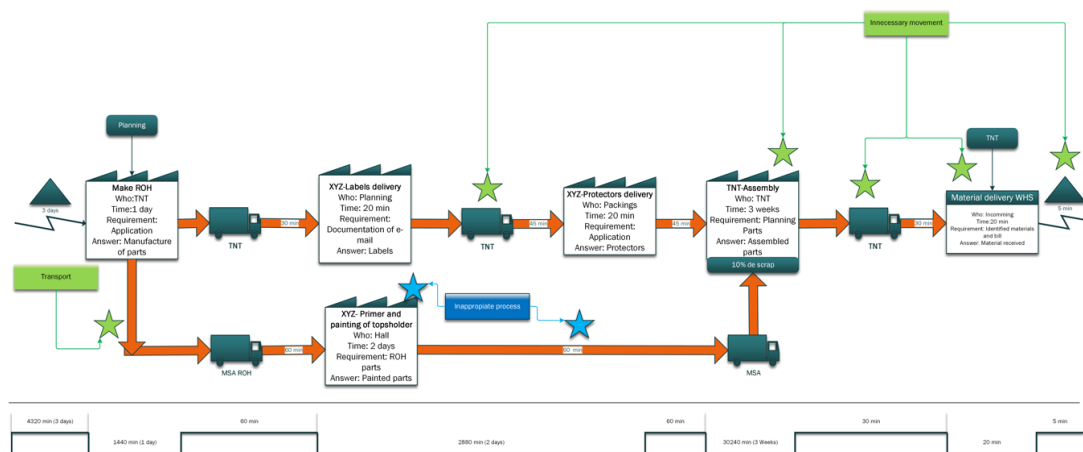 Innecessary movement
Planning
TNT
3 days
Make ROH
Who:TNT
Time:1 day
Requirement:
Application
Answer: Manufacture
of parts
TNT
30 min
XYZ-Labels delivery
Who: Planning
Time: 20 min
Requirement:
Documentation of e-
mail
Answer: Labels
TNT
45 min
XYZ-Protectors delivery
Who: Packings
Time: 20 min
Requirement:
Application
Answer: Protectors
45 min
TNT-Assembly
Who: TNT
Time: 3 weeks
Requirement: Planning
Parts
Answer: Assembled
parts
10% de scrap
TNT
30 min
Material delivery WHS
Who: Incomming
Time:20 min
Requirement: Identified materials
and bill
Answer: Material received
5 min
Transport
MSA ROH
60 min
XYZ- Primer and
painting of topsholder
Who: Hall
Time: 2 days
Requirement: ROH
parts
Answer: Painted parts
Inappropiate process
60 min
MSA
4320 min (3 days)
1440 min (1 day)
60 min
2880 min (2 days)
60 min
30240 min (3 Weeks)
30 min
20 min
5 min